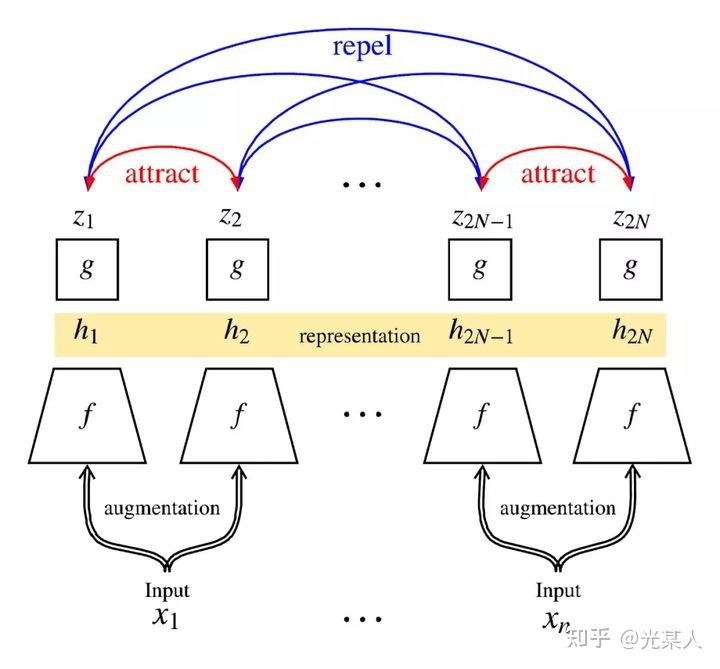 repel
attract ... attract
z₁ z₂ z₂N₋₁ z₂N
g g g g
h₁ h₂ representation h₂N₋₁ h₂N
f f ... f f
augmentation augmentation
Input Input
x₁ ... xₙ
知乎 @光某人